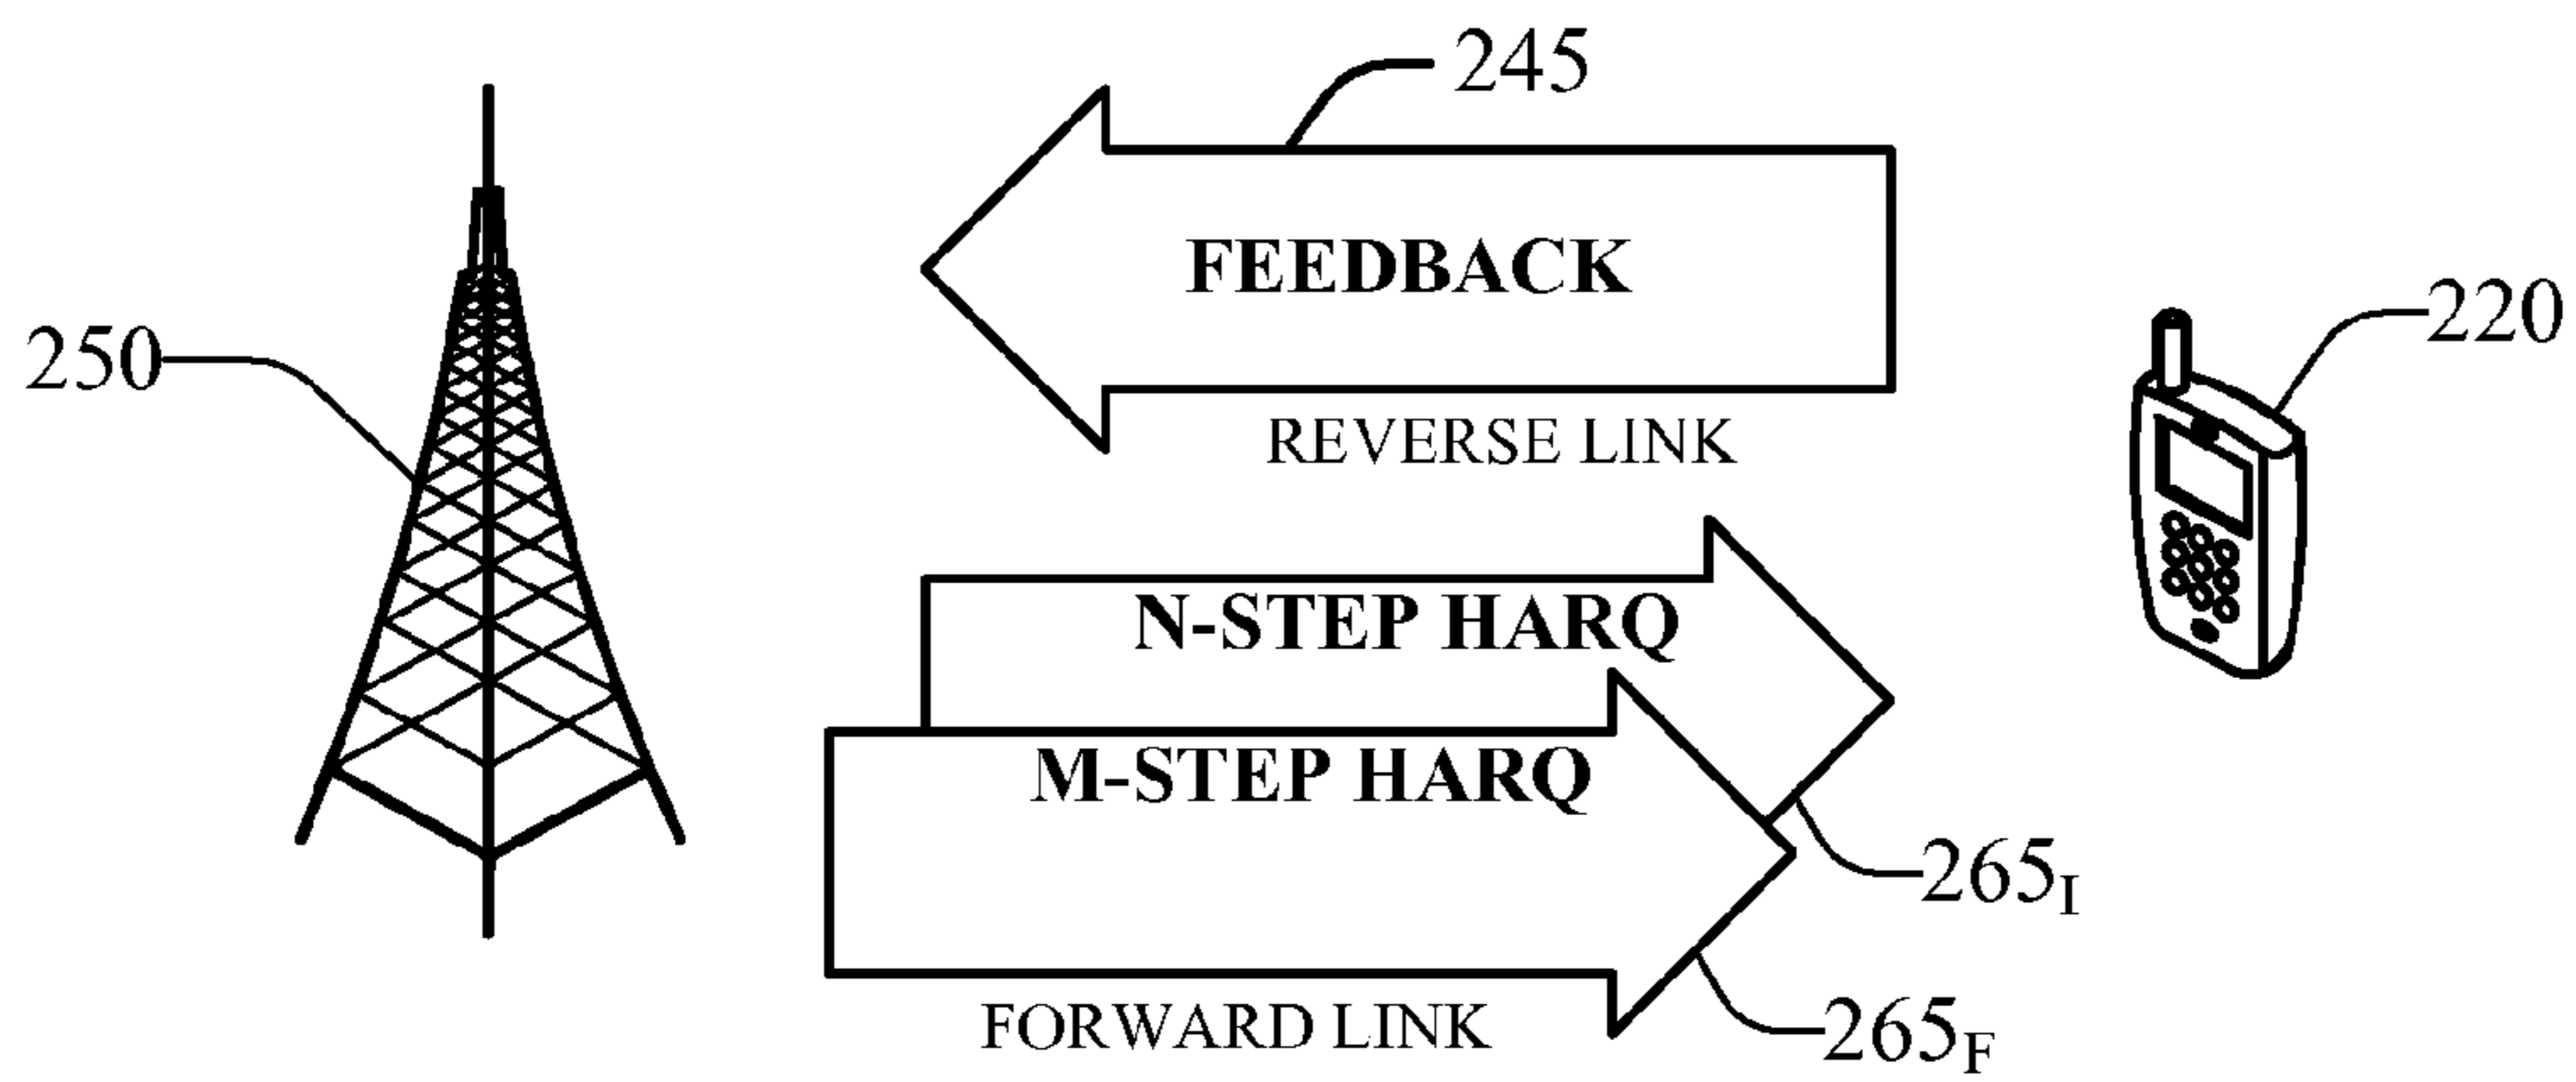 245
FEEDBACK
220
250
REVERSE LINK
N-STEP HARQ
M-STEP HARQ
265I
FORWARD LINK
265F